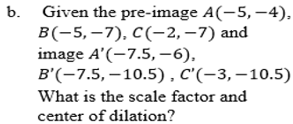 b. Given the pre-image A(−5,−4),
B(−5,−7), C(−2,−7) and
image A'(−7.5,−6),
B'(−7.5,−10.5) , C'(−3,−10.5)
What is the scale factor and
center of dilation?